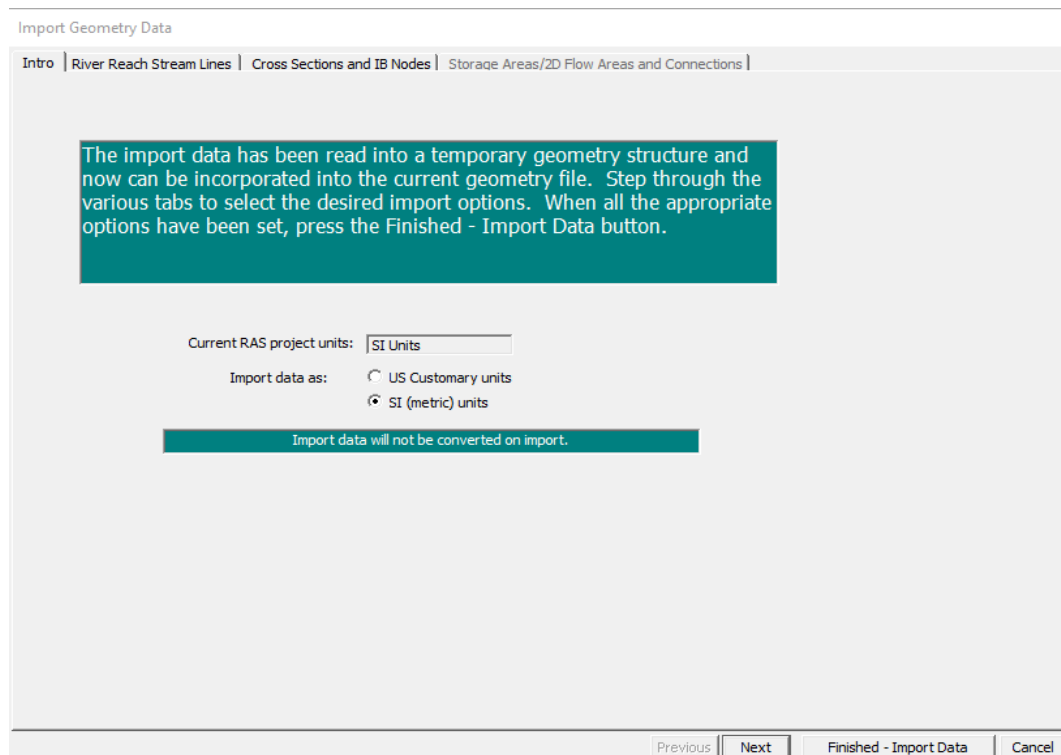 Import Geometry Data
Intro River Reach Stream Lines Cross Sections and IB Nodes Storage Areas/2D Flow Areas and Connections
The import data has been read into a temporary geometry structure and
now can be incorporated into the current geometry file. Step through the
various tabs to select the desired import options. When all the appropriate
options have been set, press the Finished - Import Data button.
Current RAS project units: SI Units
Import data as: US Customary units
SI (metric) units
Import data will not be converted on import.
Previous Next Finished - Import Data Cancel